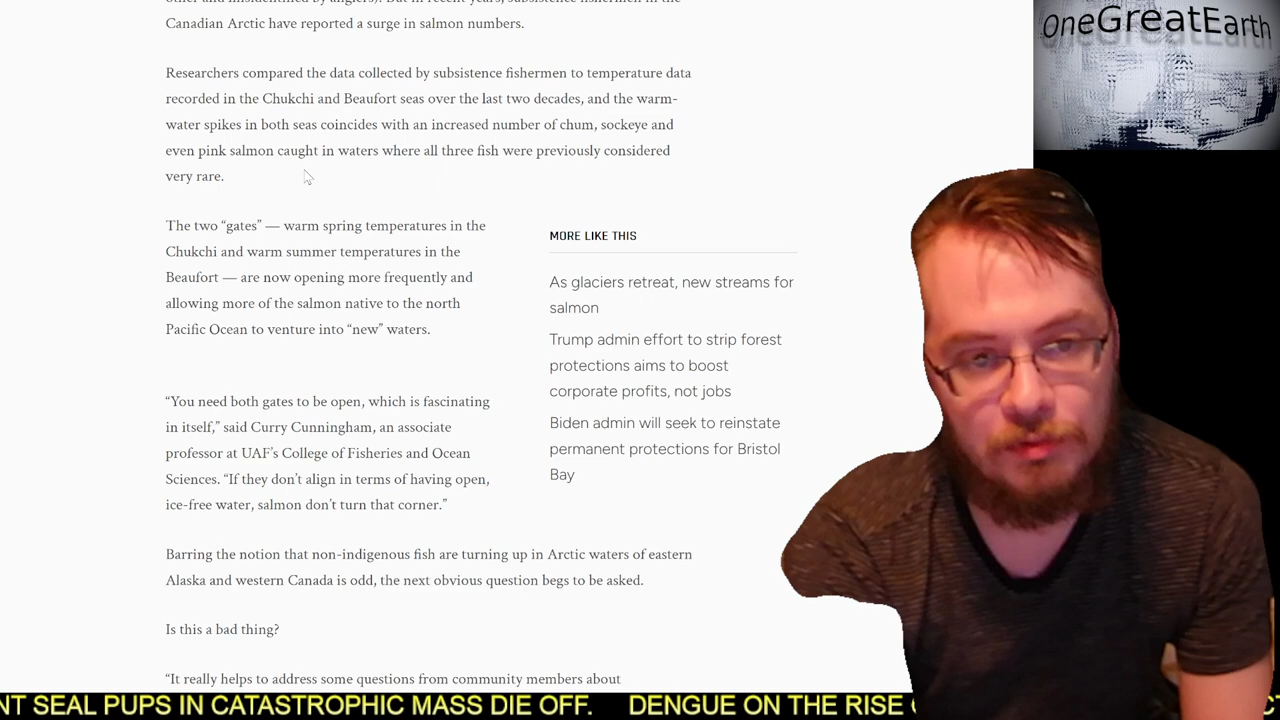 Canadian Arctic have reported a surge in salmon numbers.
Researchers compared the data collected by subsistence fishermen to temperature data
recorded in the Chukchi and Beaufort seas over the last two decades, and the warm-
water spikes in both seas coincides with an increased number of chum, sockeye and
even pink salmon caught in waters where all three fish were previously considered
very rare.
The two “gates” — warm spring temperatures in the
Chukchi and warm summer temperatures in the
Beaufort — are now opening more frequently and
allowing more of the salmon native to the north
Pacific Ocean to venture into “new” waters.
“You need both gates to be open, which is fascinating
in itself,” said Curry Cunningham, an associate
professor at UAF’s College of Fisheries and Ocean
Sciences. “If they don’t align in terms of having open,
ice-free water, salmon don’t turn that corner.”
MORE LIKE THIS
As glaciers retreat, new streams for
salmon
Trump admin effort to strip forest
protections aims to boost
corporate profits, not jobs
Biden admin will seek to reinstate
permanent protections for Bristol
Bay
Barring the notion that non-indigenous fish are turning up in Arctic waters of eastern
Alaska and western Canada is odd, the next obvious question begs to be asked.
Is this a bad thing?
“It really helps to address some questions from community members about
OneGreatEarth
NT SEAL PUPS IN CATASTROPHIC MASS DIE OFF. DENGUE ON THE RISE